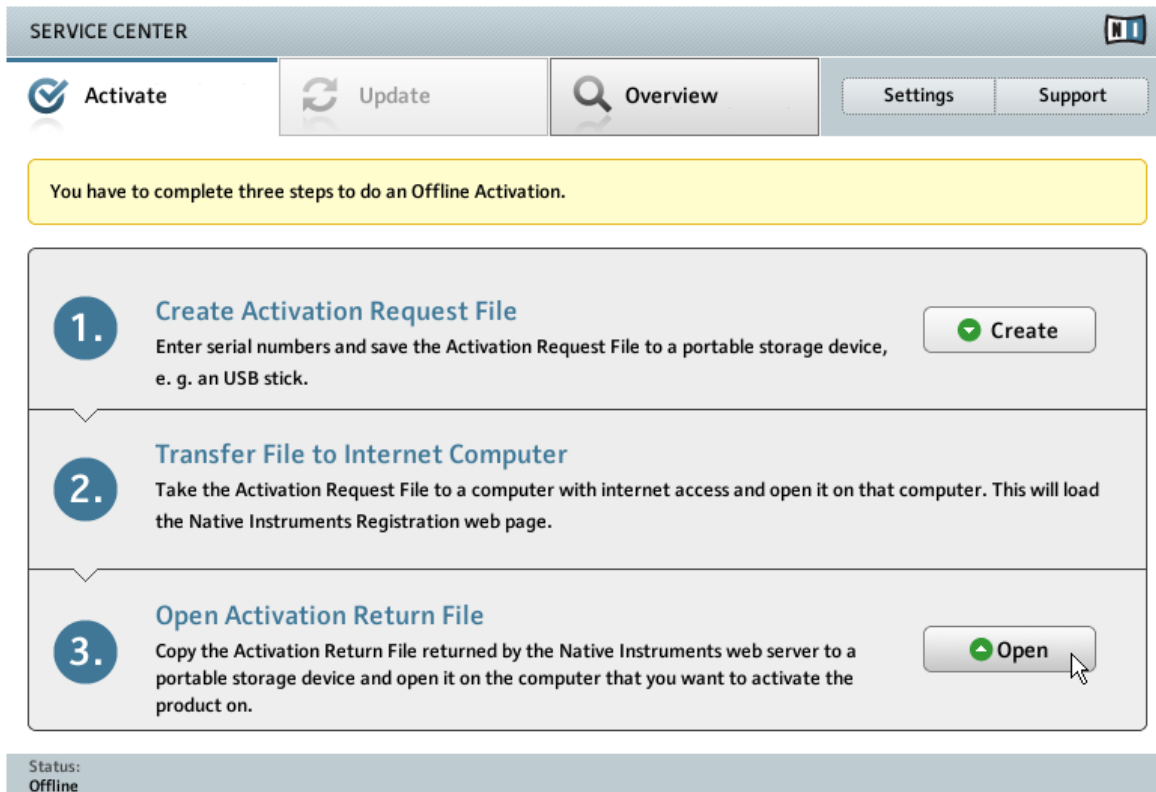 SERVICE CENTER
NI
Activate
Update
Overview
Settings
Support
You have to complete three steps to do an Offline Activation.
1.
Create Activation Request File
Enter serial numbers and save the Activation Request File to a portable storage device,
e. g. an USB stick.
Create
2.
Transfer File to Internet Computer
Take the Activation Request File to a computer with internet access and open it on that computer. This will load
the Native Instruments Registration web page.
3.
Open Activation Return File
Copy the Activation Return File returned by the Native Instruments web server to a
portable storage device and open it on the computer that you want to activate the
product on.
Open
Status:
Offline